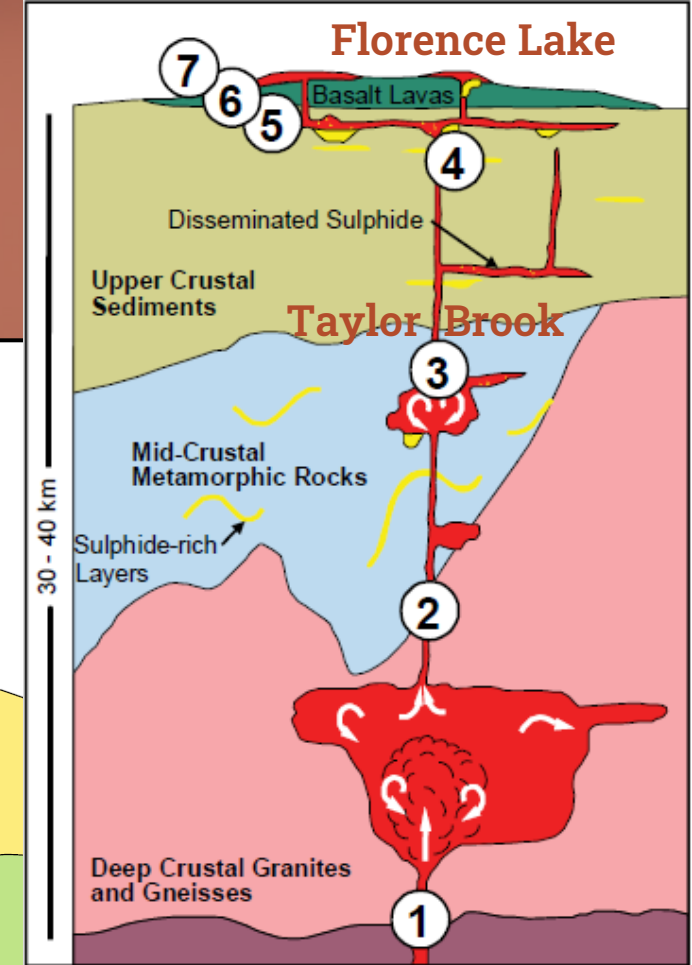 Florence Lake
7
6
5
Basalt Lavas
4
Disseminated Sulphide
Upper Crustal
Sediments
Taylor Brook
3
Mid-Crustal
Metamorphic Rocks
30 - 40 km
Sulphide-rich
Layers
2
Deep Crustal Granites
and Gneisses
1